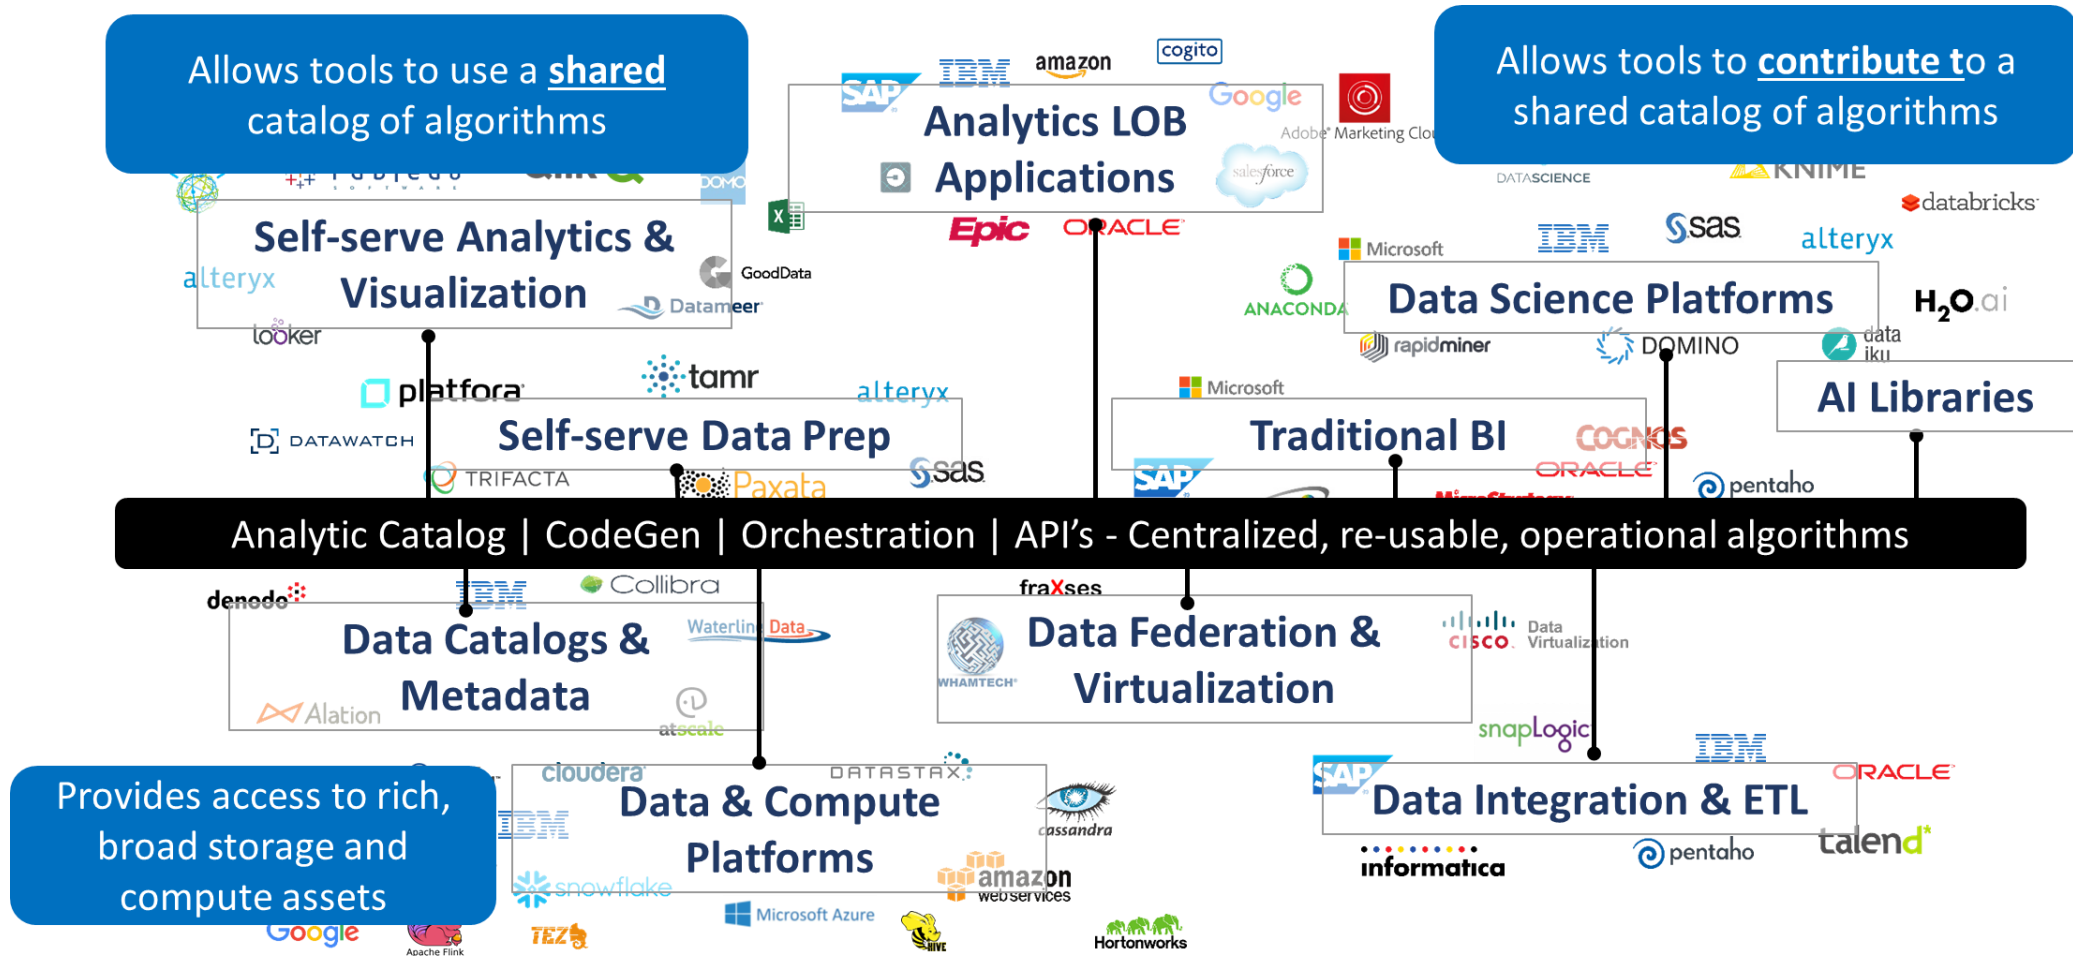 Allows tools to use a shared
catalog of algorithms
cogito
amazon
IBM
SAP
Google
Adobe® Marketing Clou
Analytics LOB
Applications
salesforce
Epic
ORACLE
Allows tools to contribute to a
shared catalog of algorithms
DATASCIENCE
KNIME
databricks
SOFTWARE
DOMO
X
Self-serve Analytics &
Visualization
alteryx
GoodData
Datameer
looker
Microsoft
IBM
sas
alteryx
ANACONDA
Data Science Platforms
H2O.ai
rapidminer
DOMINO
data
iku
AI Libraries
platfora
tamr
alteryx
DATAWATCH
Self-serve Data Prep
TRIFACTA
Paxata
sas
Microsoft
Traditional BI
COGNOS
ORACLE
SAP
MicroStrategy
pentaho
Analytic Catalog | CodeGen | Orchestration | API's - Centralized, re-usable, operational algorithms
denodo
IBM
Collibra
Waterline Data
Data Catalogs &
Metadata
Alation
atscale
fraXses
WHAMTECH®
Data Federation &
Virtualization
CISCO
Data
Virtualization
snapLogic
IBM
SAP
ORACLE
Data Integration & ETL
informatica
pentaho
talend*
Provides access to rich,
broad storage and
compute assets
cloudera
DATASTAX
IBM
Data & Compute
Platforms
cassandra
snowflake
amazon
webservices
Microsoft Azure
Google
Apache Flink
TEZ
HIVE
Hortonworks